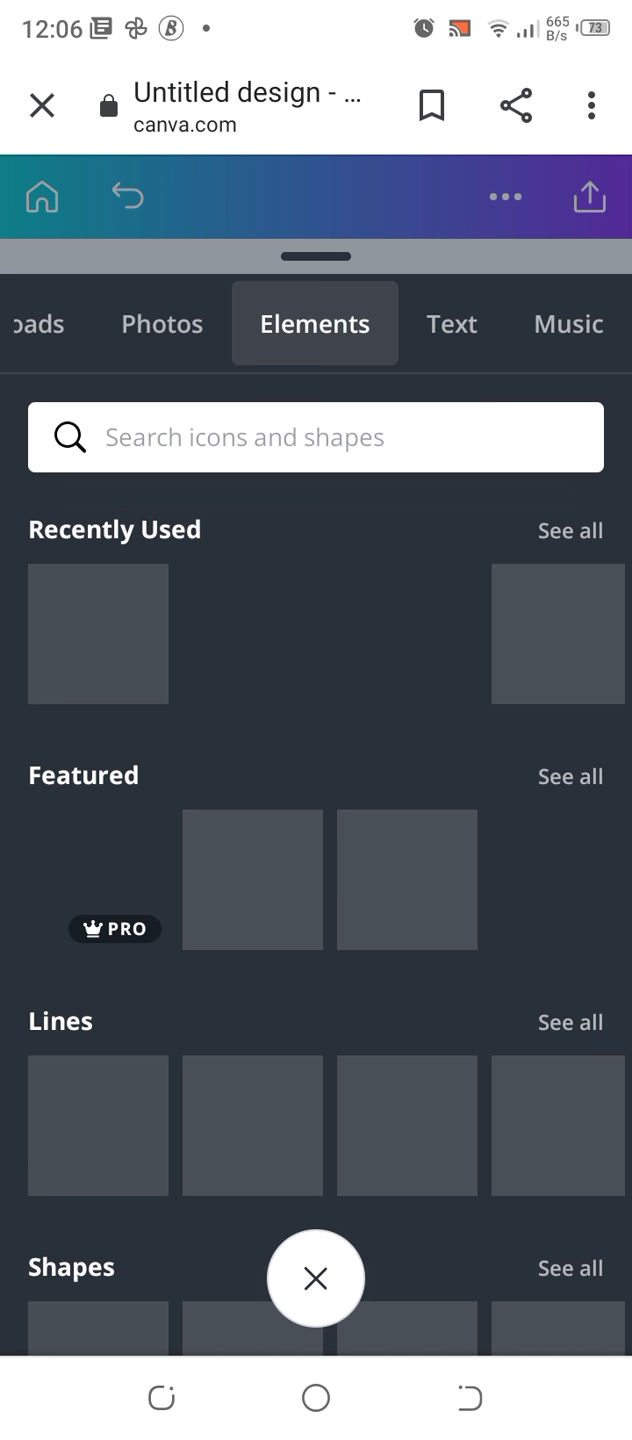 12:06
665
B/s
73
Untitled design - ...
canva.com
oads
Photos
Elements
Text
Music
Search icons and shapes
Recently Used
See all
Featured
See all
PRO
Lines
See all
Shapes
See all